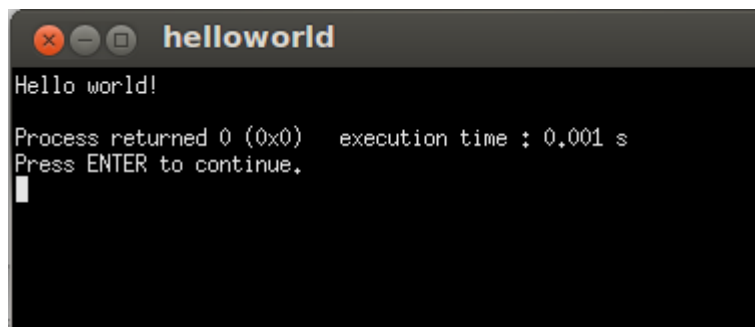 helloworld
Hello world!
Process returned 0 (0x0)   execution time : 0.001 s
Press ENTER to continue.